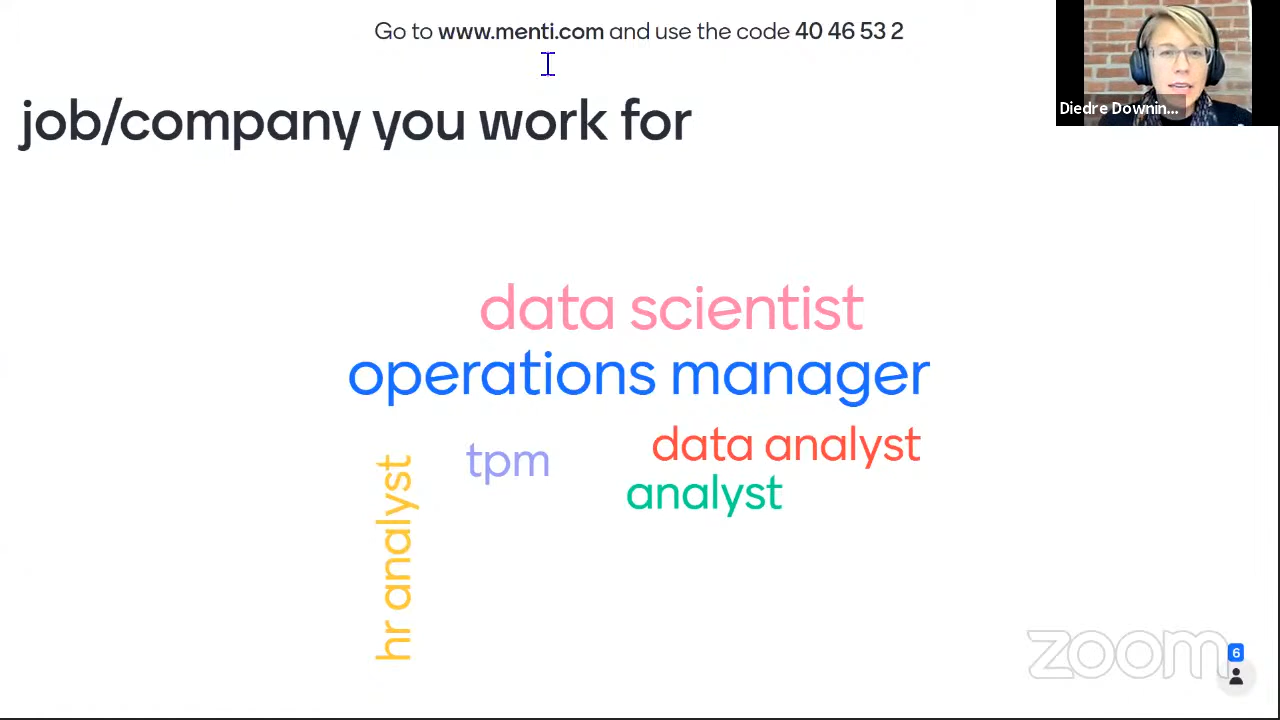 Go to www.menti.com and use the code 40 46 53 2
Diedre Downin...
job/company you work for
data scientist
operations manager
data analyst
tpm
analyst
hr analyst
zoom
6